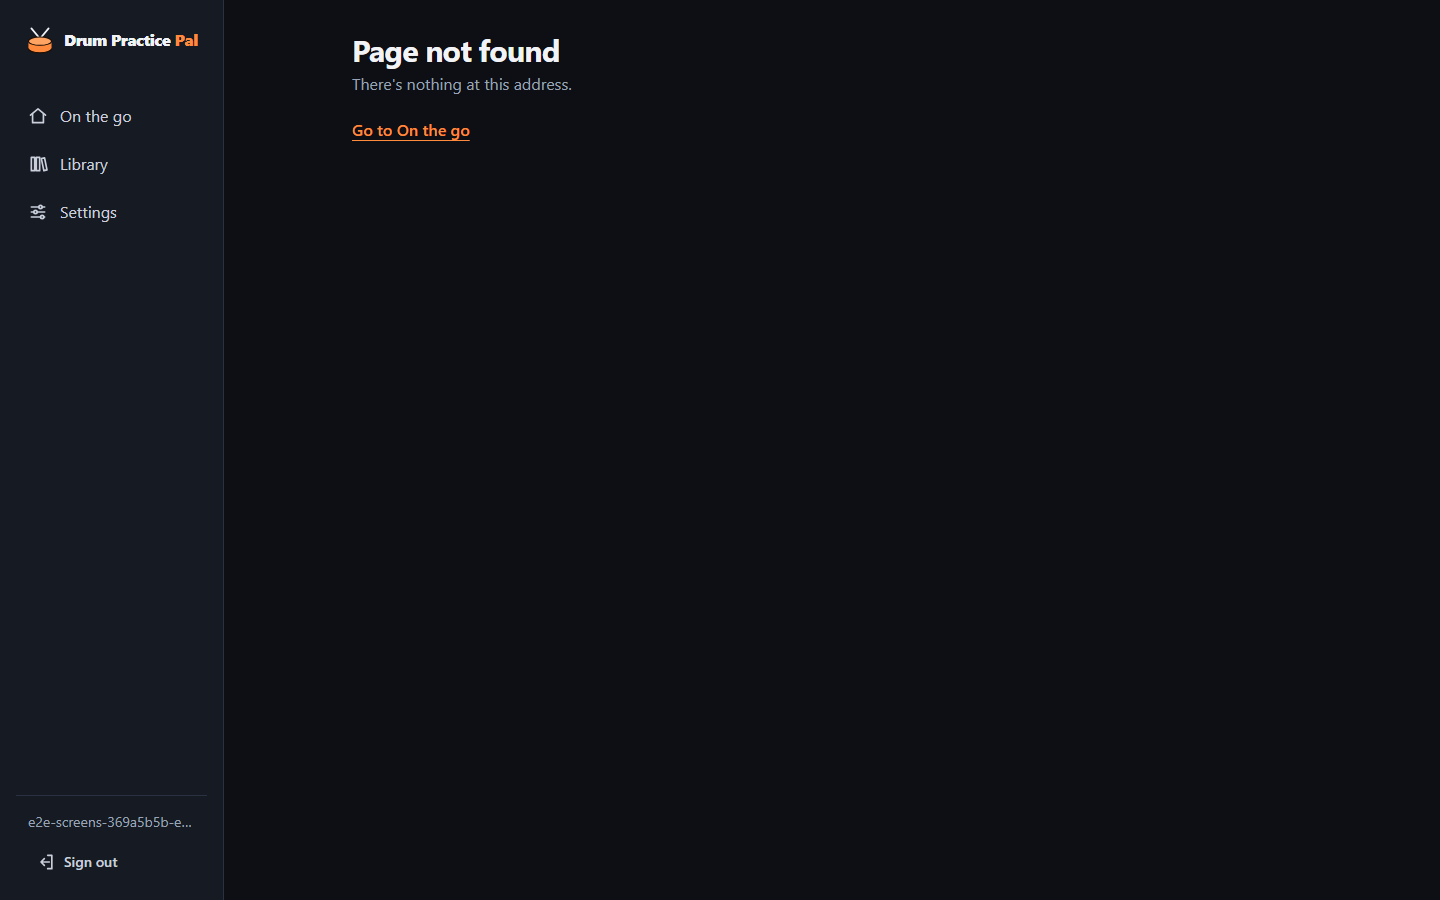 Drum Practice Pal
On the go
Library
Settings
Page not found
There's nothing at this address.
Go to On the go
e2e-screens-369a5b5b-e...
Sign out